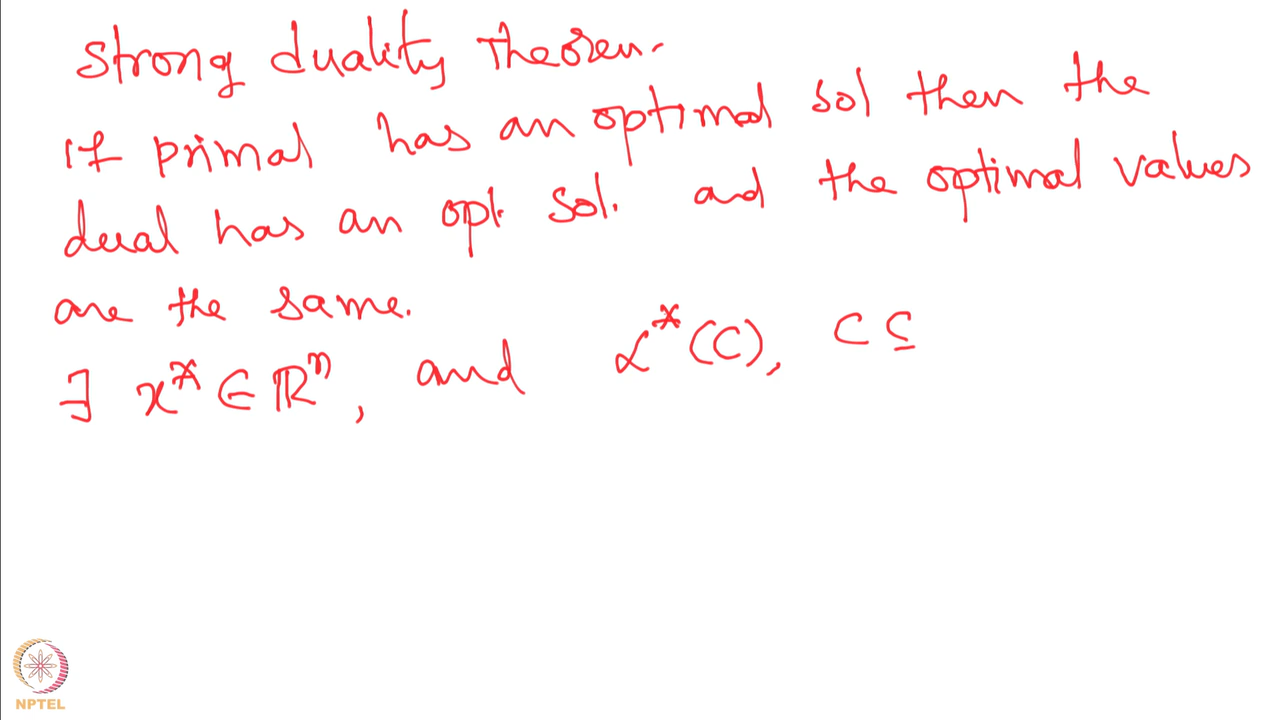 Strong duality Theorem.
If primal has an optimal sol then the
dual has an opt. sol. and the optimal values
are the same.
∃ x* ∈ ℝⁿ, and α*(C), C ⊆
NPTEL